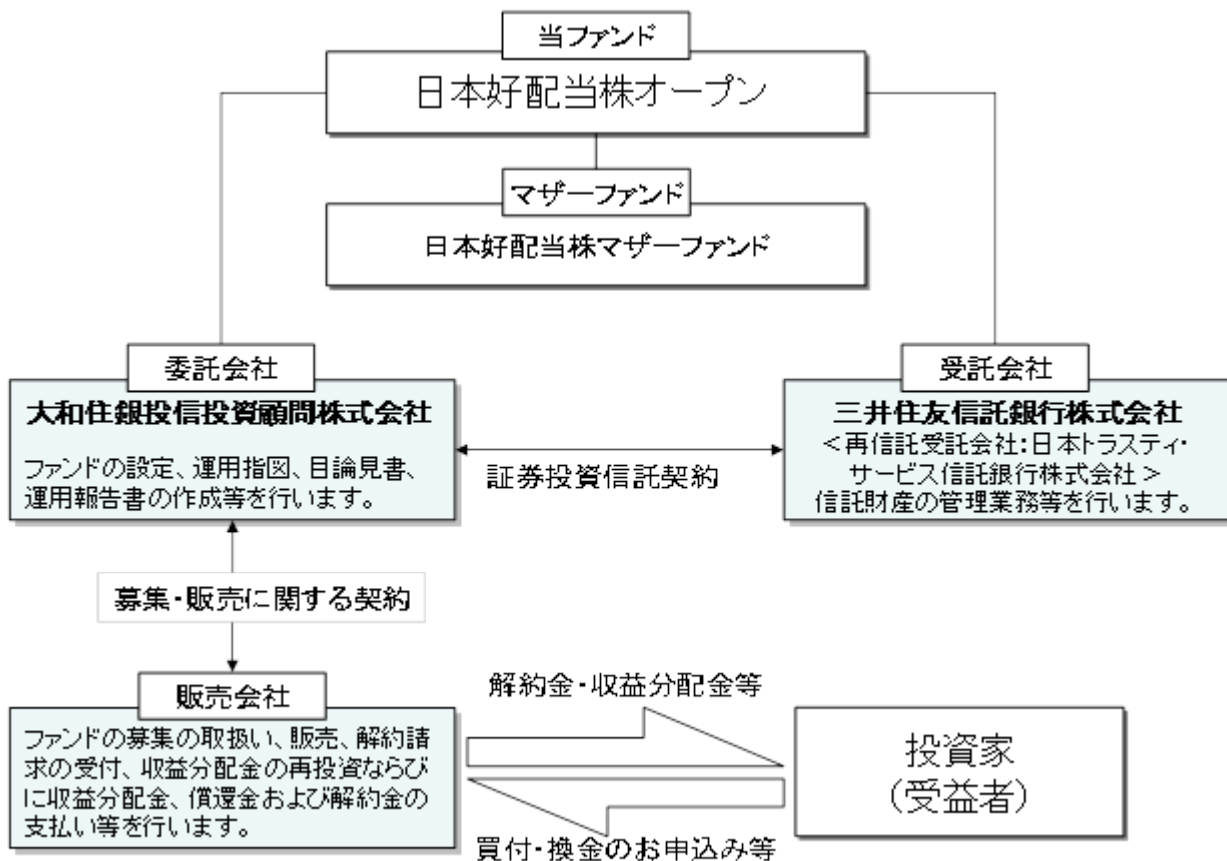 当ファンド
日本好配当株オープン
マザーファンド
日本好配当株マザーファンド
委託会社
大和住銀投信投資顧問株式会社
ファンドの設定、運用指図、目論見書、
運用報告書の作成等を行います。
証券投資信託契約
受託会社
三井住友信託銀行株式会社
<再信託受託会社:日本トラスティ・
サービス信託銀行株式会社>
信託財産の管理業務等を行います。
募集・販売に関する契約
販売会社
ファンドの募集の取扱い、販売、解約請
求の受付、収益分配金の再投資ならび
に収益分配金、償還金および解約金の
支払い等を行います。
解約金・収益分配金等
買付・換金のお申込み等
投資家
(受益者)